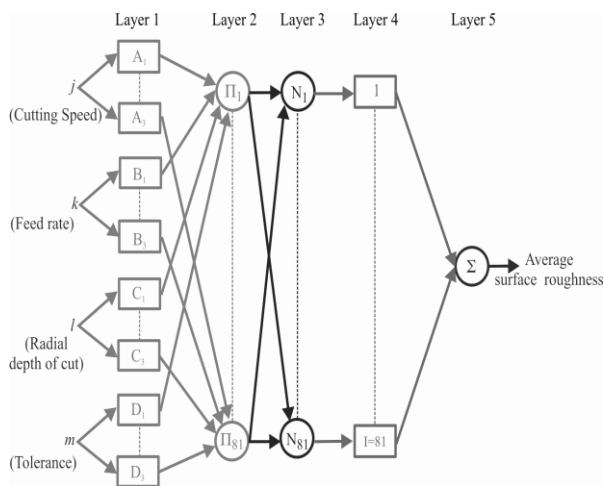 Layer 1 Layer 2 Layer 3 Layer 4 Layer 5
A1
j
(Cutting Speed)
A3
B1
k
(Feed rate)
B3
C1
l
(Radial
depth of cut)
C3
D1
m
(Tolerance)
D3
Π1
Π81
N1
N81
1
I=81
Σ
Average
surface roughness